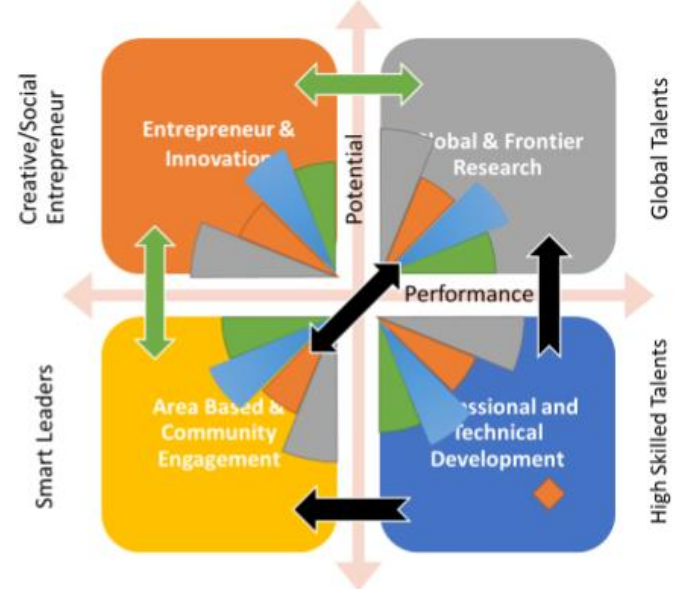 Creative/Social
Entrepreneur
Entrepreneur &
Innovation
Potential
Global & Frontier
Research
Global Talents
Performance
Smart Leaders
Area Based &
Community
Engagement
essional and
Technical
Development
High Skilled Talents